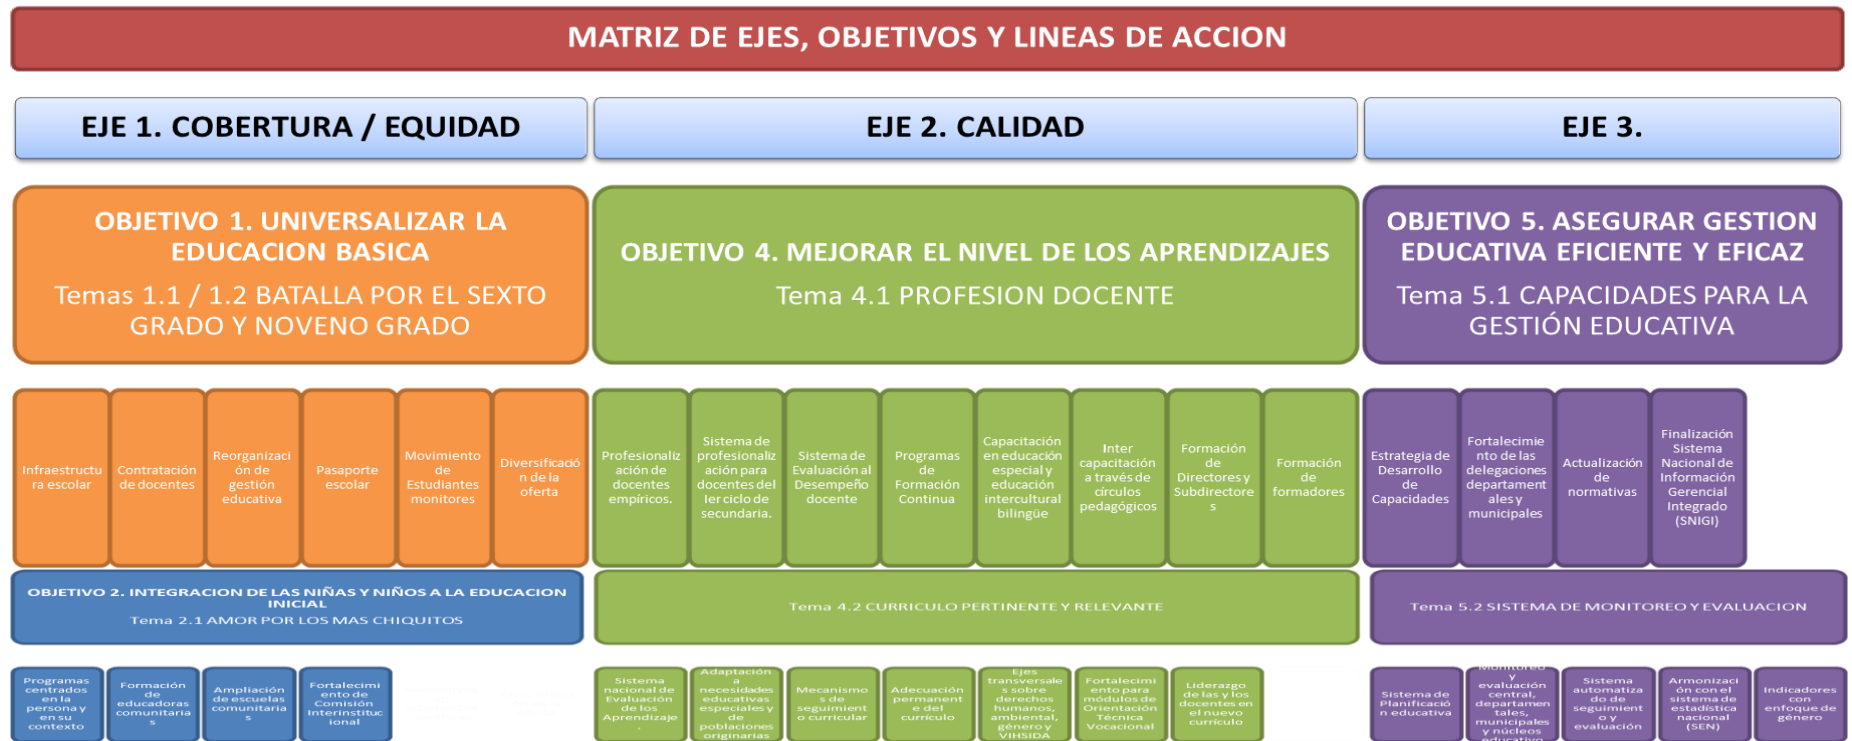 MATRIZ DE EJES, OBJETIVOS Y LINEAS DE ACCION
EJE 1. COBERTURA / EQUIDAD
EJE 2. CALIDAD
EJE 3.
OBJETIVO 1. UNIVERSALIZAR LA
EDUCACION BASICA
Temas 1.1 / 1.2 BATALLA POR EL SEXTO
GRADO Y NOVENO GRADO
OBJETIVO 4. MEJORAR EL NIVEL DE LOS APRENDIZAJES
Tema 4.1 PROFESION DOCENTE
OBJETIVO 5. ASEGURAR GESTION
EDUCATIVA EFICIENTE Y EFICAZ
Tema 5.1 CAPACIDADES PARA LA
GESTIÓN EDUCATIVA
Infraestructu
ra escolar
Contratación
de docentes
Reorganizaci
ón de
gestión
educativa
Pasaporte
escolar
Movimiento
de
Estudiantes
monitores
Diversificació
n de la
oferta
Profesionaliz
ación de
docentes
empíricos.
Sistema de
profesionaliz
ación para
docentes del
Ier ciclo de
secundaria.
Sistema de
Evaluación al
Desempeño
docente
Programas
de
Formación
Continua
Capacitación
en educación
especial y
educación
intercultural
bilingüe
Inter
capacitación
a través de
círculos
pedagógicos
Formación
de
Directores y
Subdirectore
s
Formación
de
formadores
Estrategia de
Desarrollo
de
Capacidades
Fortalecimie
nto de las
delegaciones
departament
ales y
municipales
Actualización
de
normativas
Finalización
Sistema
Nacional de
Información
Gerencial
Integrado
(SNIGI)
OBJETIVO 2. INTEGRACION DE LAS NIÑAS Y NIÑOS A LA EDUCACION
INICIAL
Tema 2.1 AMOR POR LOS MAS CHIQUITOS
Tema 4.2 CURRICULO PERTINENTE Y RELEVANTE
Tema 5.2 SISTEMA DE MONITOREO Y EVALUACION
Programas
centrados
en la
persona y
en su
contexto
Formación
de
educadoras
comunitaria
s
Ampliación
de escuelas
comunitaria
s
Fortalecimi
ento de
Comisión
Interinstituc
ional
Sistema
nacional de
Evaluación
de los
Aprendizaje
.
Adaptación
a
necesidades
educativas
especiales y
de
poblaciones
originarias
Mecanismo
s de
seguimient
o curricular
Adecuación
permanent
e del
currículo
Ejes
transversale
s sobre
derechos
humanos,
ambiental,
género y
VIHSIDA
Fortalecimi
ento para
módulos de
Orientación
Técnica
Vocacional
Liderazgo
de las y los
docentes en
el nuevo
currículo
Sistema de
Planificació
n educativa
Monitoreo
y
evaluación
central,
departamen
tales,
municipales
y núcleos
educativo
Sistema
automatiza
do de
seguimient
o y
evaluación
Armonizaci
ón con el
sistema de
estadística
nacional
(SEN)
Indicadores
con
enfoque de
género